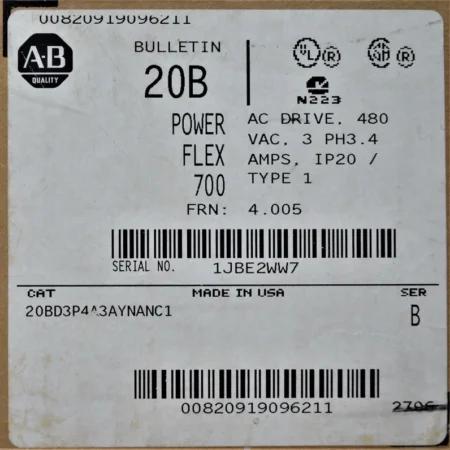 00820919096211
A-B
QUALITY
BULLETIN
20B
POWER
FLEX
700
UL R
R
N223
AC DRIVE, 480
VAC, 3 PH3.4
AMPS, IP20 /
TYPE 1
FRN: 4.005
SERIAL NO. 1JBE2WW7
CAT MADE IN USA SER
20BD3P4A3AYNANC1 B
00820919096211
2706